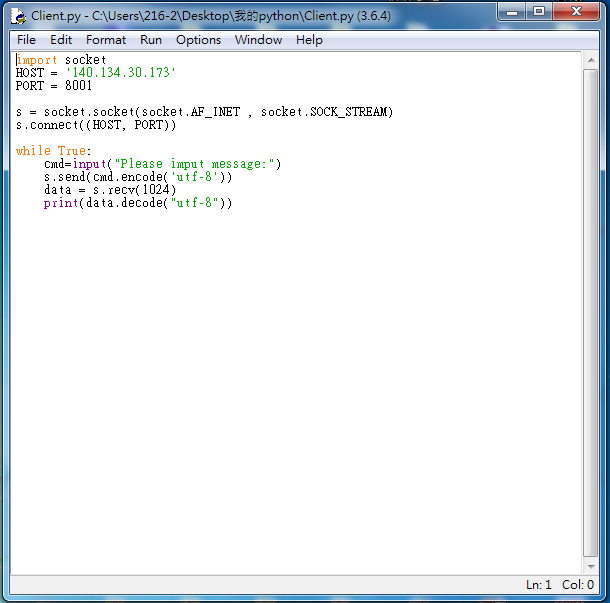 Client.py - C:\Users\216-2\Desktop\我的python\Client.py (3.6.4)
File Edit Format Run Options Window Help
import socket
HOST = '140.134.30.173'
PORT = 8001
s = socket.socket(socket.AF_INET , socket.SOCK_STREAM)
s.connect((HOST, PORT))
while True:
    cmd=input("Please imput message:")
    s.send(cmd.encode('utf-8'))
    data = s.recv(1024)
    print(data.decode("utf-8"))
Ln: 1 Col: 0